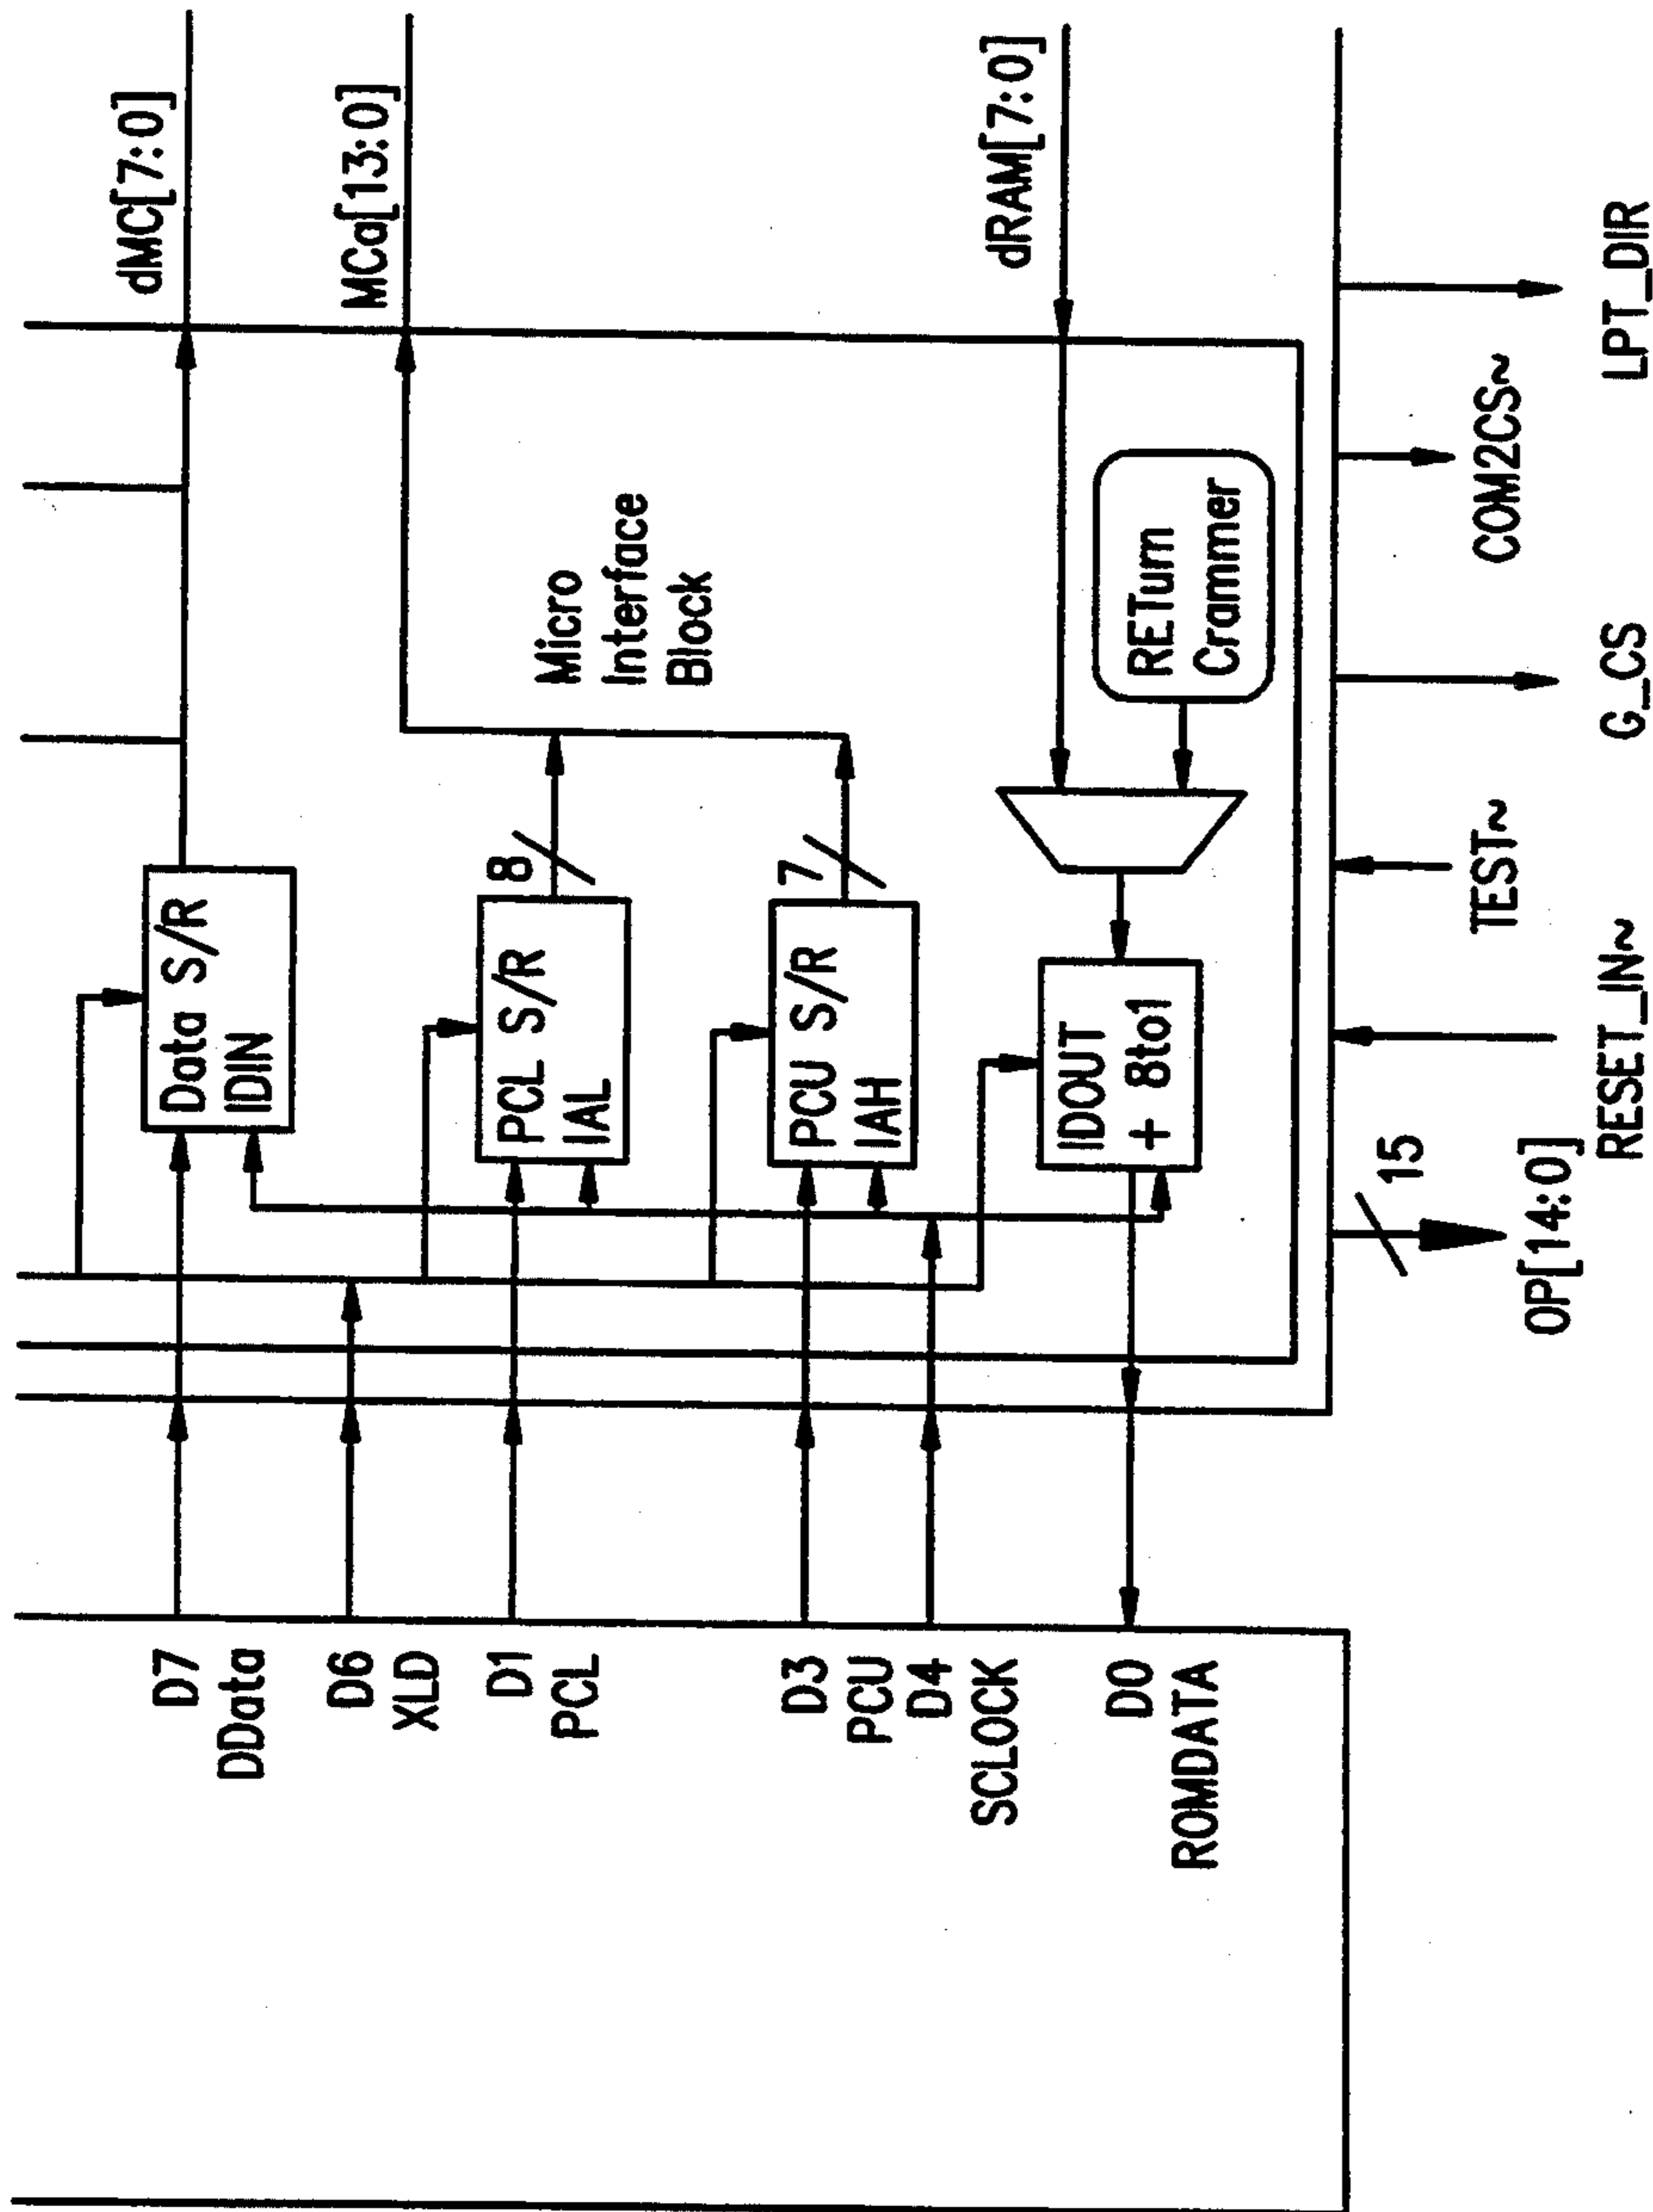 D7
DData
D6
XLD
D1
PCL
D3
PCU
D4
SCLOCK
D0
ROMDATA
Data S/R
IDIN
PCL S/R
IAL
8
PCU S/R
IAH
7
IDOUT
+ 8to1
Micro
Interface
Block
RETurn
Crammer
dMC[7:0]
MCa[13:0]
dRAM[7:0]
15
OP[14:0]
RESET_IN~
TEST~
G_CS
COM2CS~
LPT_DIR